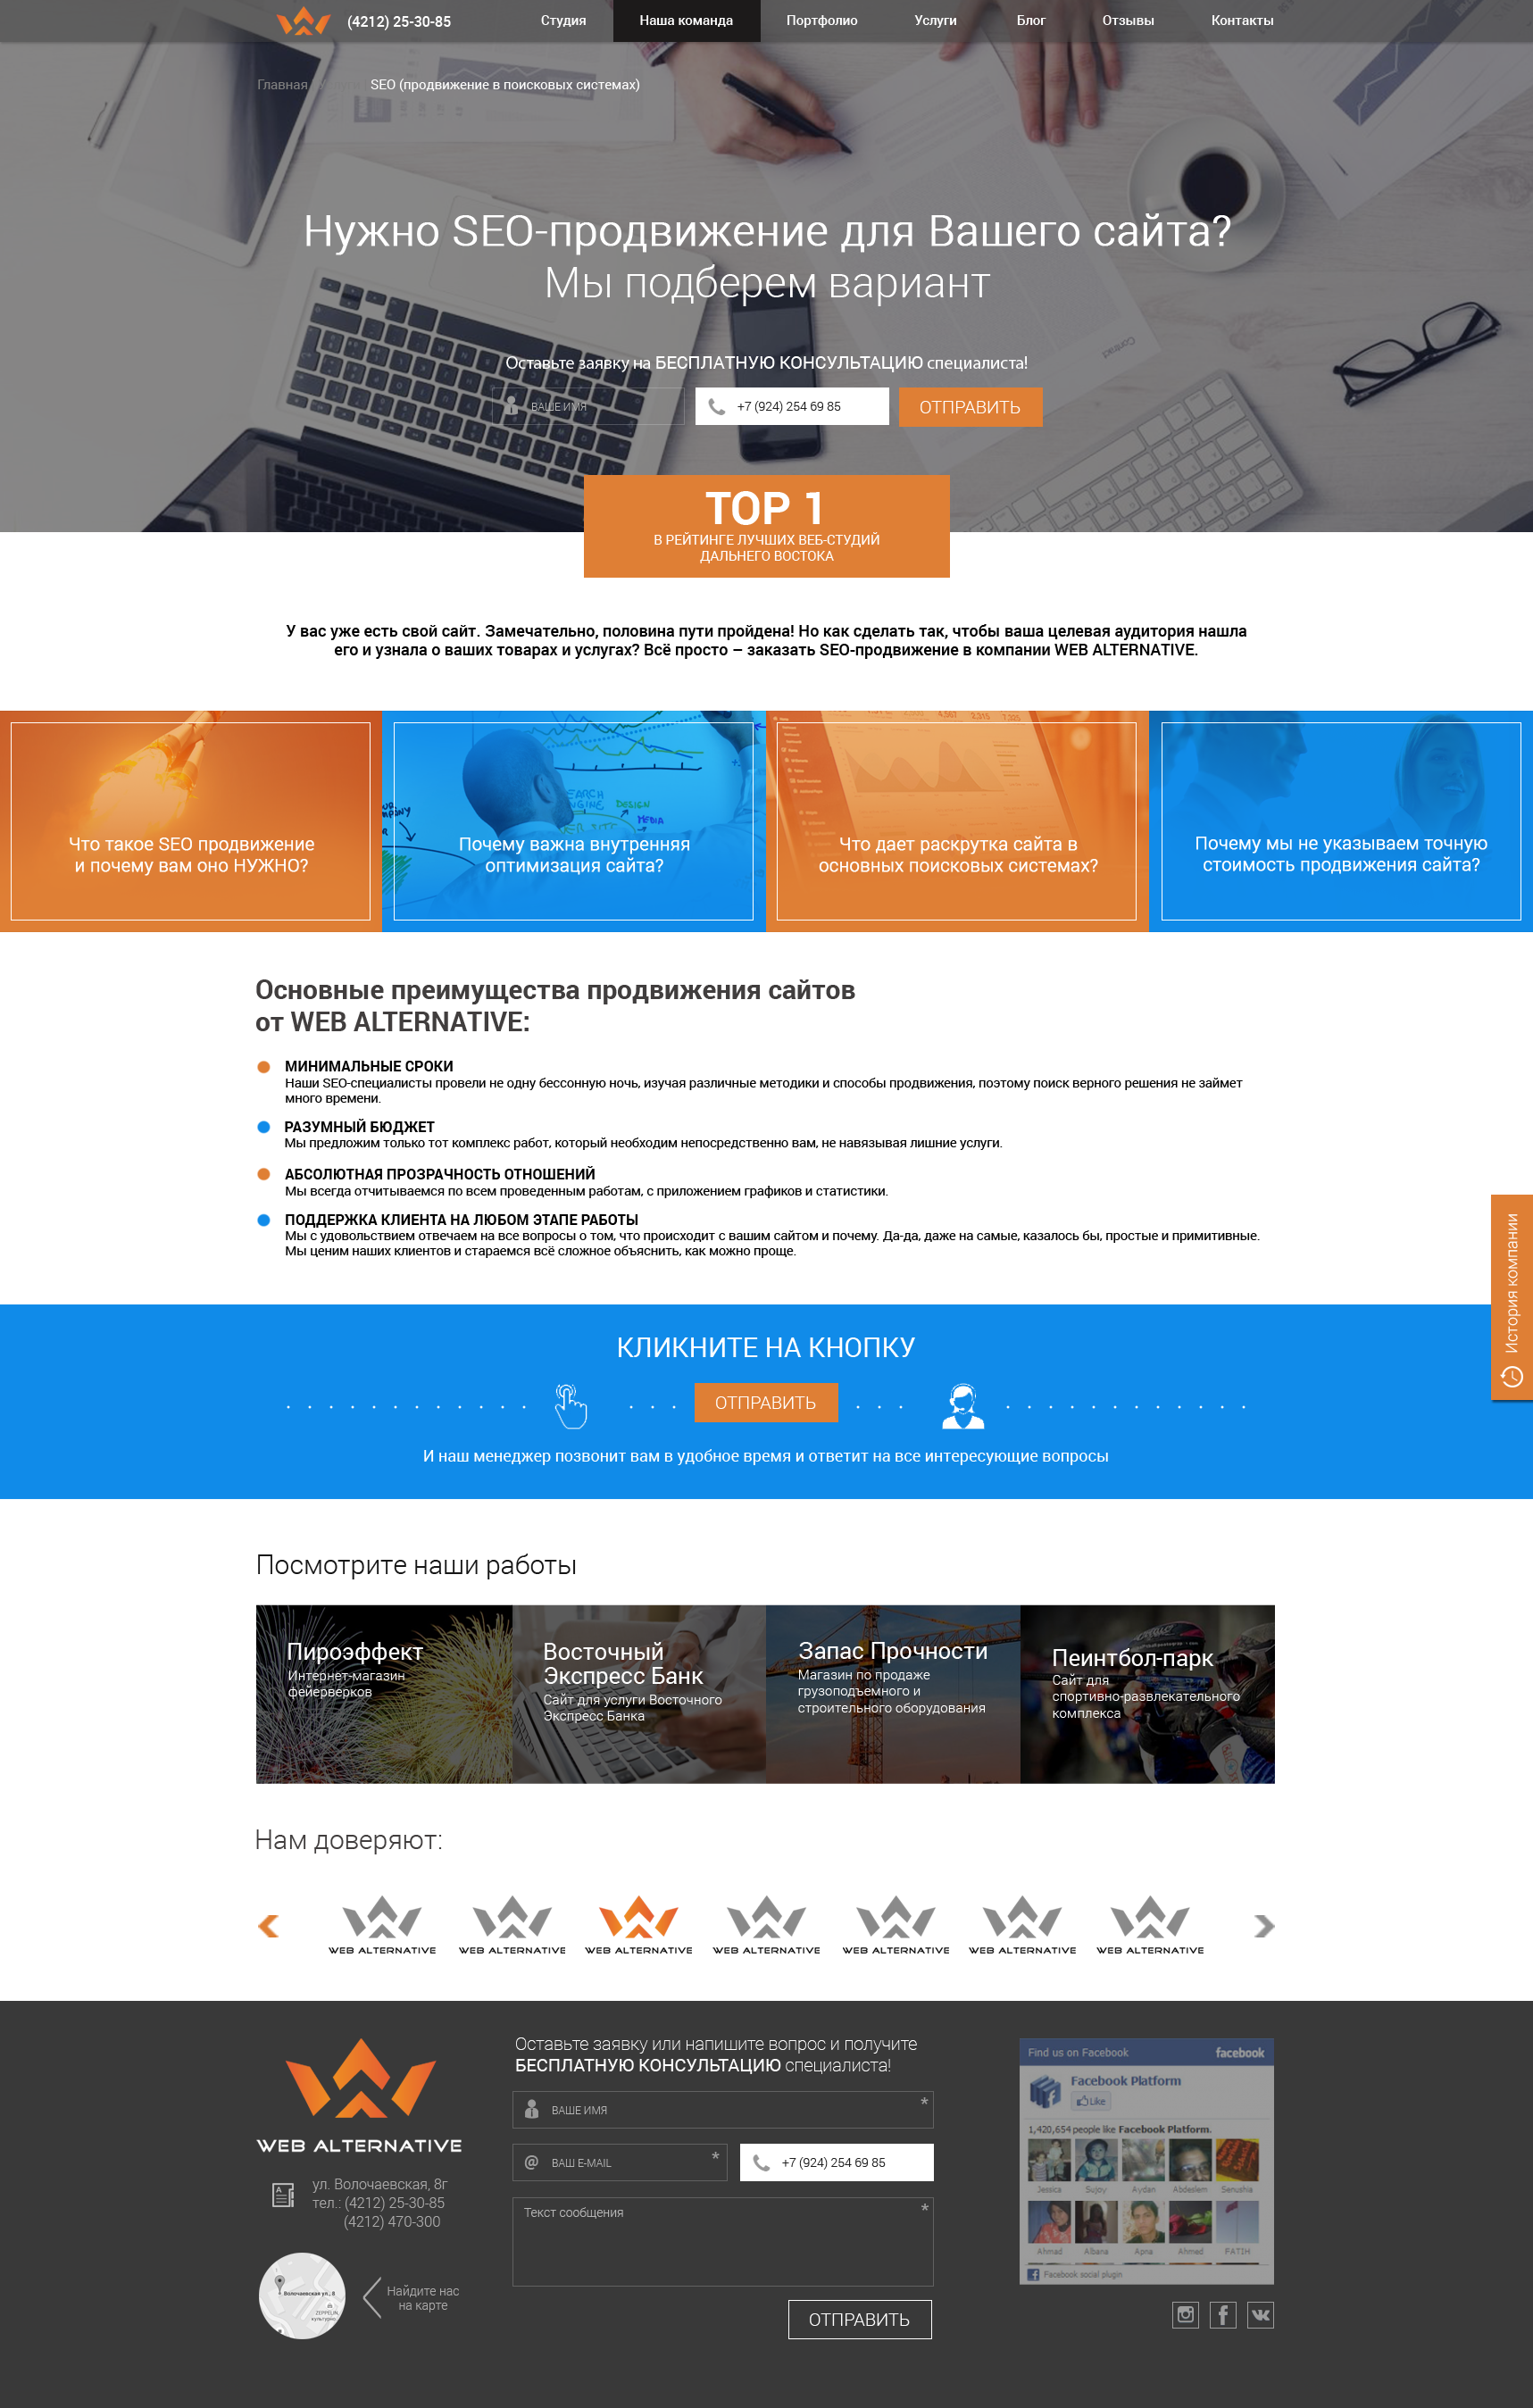 (4212) 25-30-85
Студия
Наша команда
Портфолио
Услуги
Блог
Отзывы
Контакты
Главная
SEO (продвижение в поисковых системах)
Нужно SEO-продвижение для Вашего сайта?
Мы подберем вариант
Оставьте заявку на БЕСПЛАТНУЮ КОНСУЛЬТАЦИЮ специалиста!
ВАШЕ ИМЯ
+7 (924) 254 69 85
ОТПРАВИТЬ
TOP 1
В РЕЙТИНГЕ ЛУЧШИХ ВЕБ-СТУДИЙ
ДАЛЬНЕГО ВОСТОКА
У вас уже есть свой сайт. Замечательно, половина пути пройдена! Но как сделать так, чтобы ваша целевая аудитория нашла
его и узнала о ваших товарах и услугах? Всё просто – заказать SEO-продвижение в компании WEB ALTERNATIVE.
Что такое SEO продвижение
и почему вам оно НУЖНО?
Почему важна внутренняя
оптимизация сайта?
Что дает раскрутка сайта в
основных поисковых системах?
Почему мы не указываем точную
стоимость продвижения сайта?
Основные преимущества продвижения сайтов
от WEB ALTERNATIVE:
МИНИМАЛЬНЫЕ СРОКИ
Наши SEO-специалисты провели не одну бессонную ночь, изучая различные методики и способы продвижения, поэтому поиск верного решения не займет
много времени.
РАЗУМНЫЙ БЮДЖЕТ
Мы предложим только тот комплекс работ, который необходим непосредственно вам, не навязывая лишние услуги.
АБСОЛЮТНАЯ ПРОЗРАЧНОСТЬ ОТНОШЕНИЙ
Мы всегда отчитываемся по всем проведенным работам, с приложением графиков и статистики.
ПОДДЕРЖКА КЛИЕНТА НА ЛЮБОМ ЭТАПЕ РАБОТЫ
Мы с удовольствием отвечаем на все вопросы о том, что происходит с вашим сайтом и почему. Да-да, даже на самые, казалось бы, простые и примитивные.
Мы ценим наших клиентов и стараемся всё сложное объяснить, как можно проще.
История компании
КЛИКНИТЕ НА КНОПКУ
ОТПРАВИТЬ
И наш менеджер позвонит вам в удобное время и ответит на все интересующие вопросы
Посмотрите наши работы
Пироэффект
Интернет-магазин
фейерверков
Восточный
Экспресс Банк
Сайт для услуги Восточного
Экспресс Банка
Запас Прочности
Магазин по продаже
грузоподъемного и
строительного оборудования
Пеинтбол-парк
Сайт для
спортивно-развлекательного
комплекса
Нам доверяют:
WEB ALTERNATIVE
WEB ALTERNATIVE
WEB ALTERNATIVE
WEB ALTERNATIVE
WEB ALTERNATIVE
WEB ALTERNATIVE
WEB ALTERNATIVE
WEB ALTERNATIVE
ул. Волочаевская, 8г
тел.: (4212) 25-30-85
(4212) 470-300
Волочаевская ул., 8
Найдите нас
на карте
Оставьте заявку или напишите вопрос и получите
БЕСПЛАТНУЮ КОНСУЛЬТАЦИЮ специалиста!
ВАШЕ ИМЯ *
@ ВАШ E-MAIL *
+7 (924) 254 69 85
Текст сообщения *
ОТПРАВИТЬ
Find us on Facebook
facebook
Facebook Platform
Like
1,420,654 people like Facebook Platform.
Jessica Sujoy Aydan Abdeslem Senushia
Ahmad Albana Apna Ahmed FATIH
Facebook social plugin